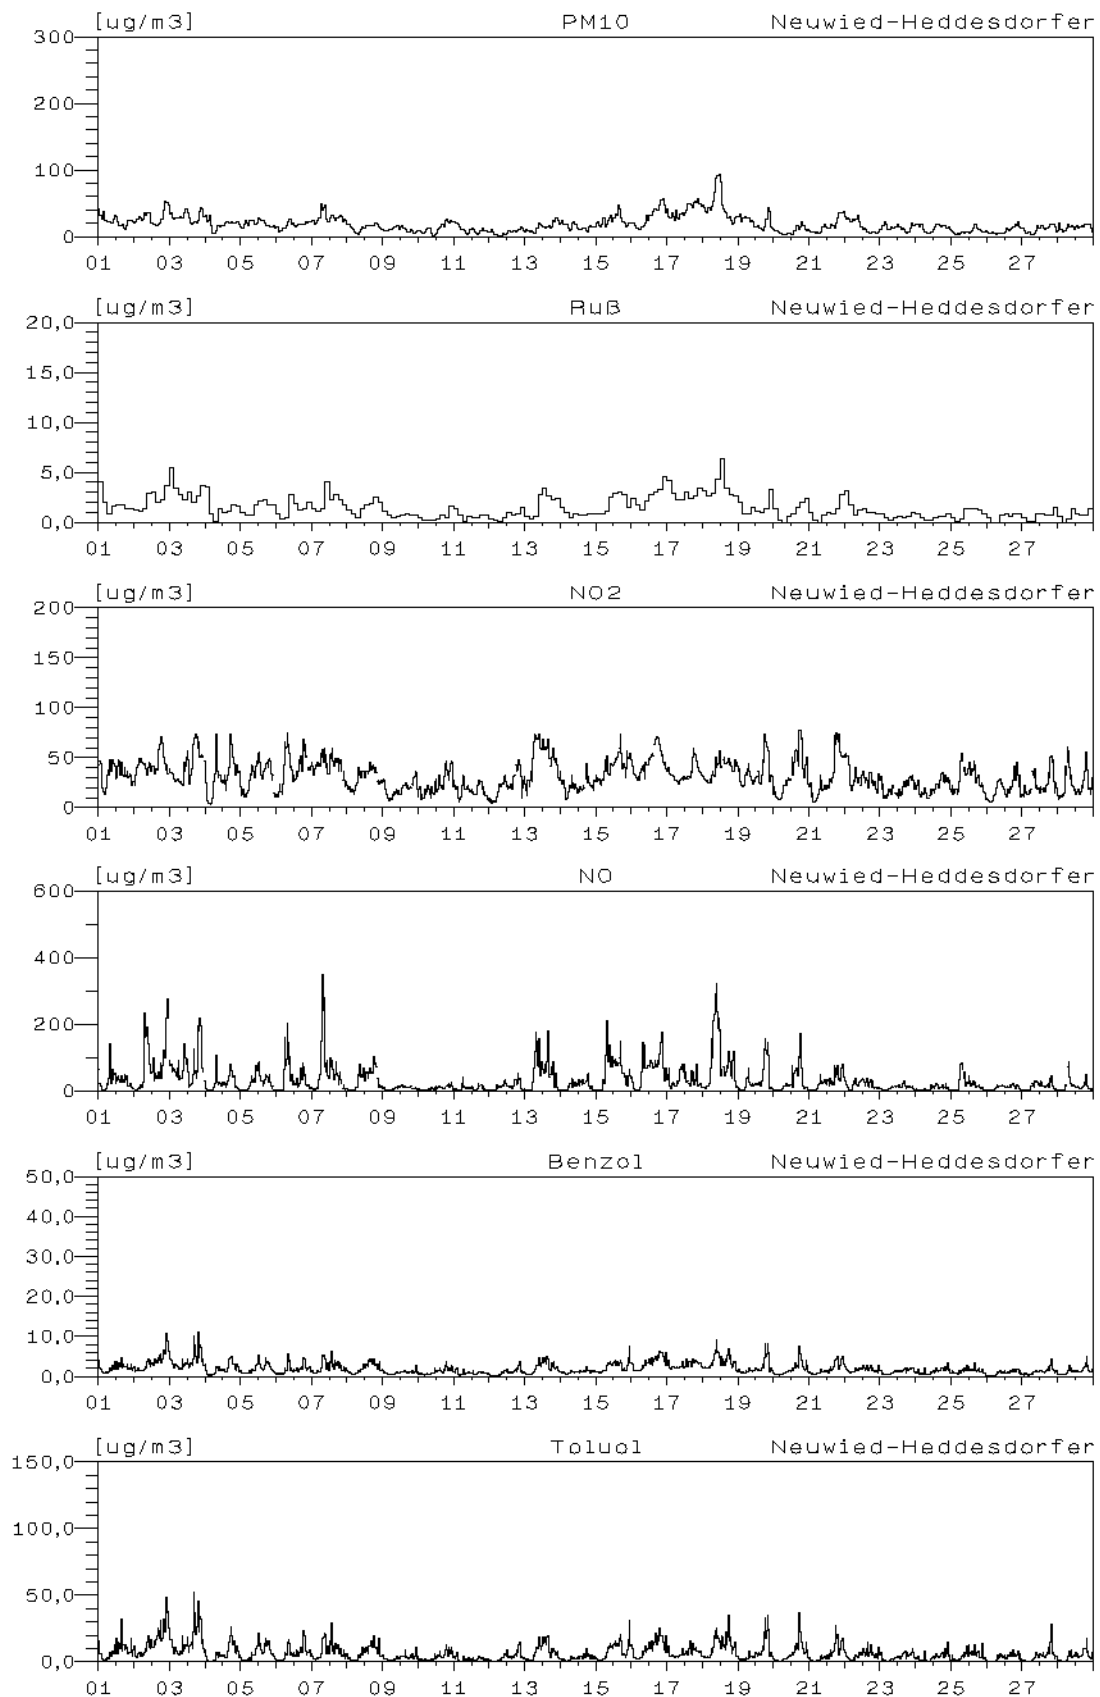 [ug/m3] PM10 Neuwied-Heddesdorfer
300
200
100
0
01 03 05 07 09 11 13 15 17 19 21 23 25 27
[ug/m3] Ruß Neuwied-Heddesdorfer
20,0
15,0
10,0
5,0
0,0
01 03 05 07 09 11 13 15 17 19 21 23 25 27
[ug/m3] NO2 Neuwied-Heddesdorfer
200
150
100
50
0
01 03 05 07 09 11 13 15 17 19 21 23 25 27
[ug/m3] NO Neuwied-Heddesdorfer
600
400
200
0
01 03 05 07 09 11 13 15 17 19 21 23 25 27
[ug/m3] Benzol Neuwied-Heddesdorfer
50,0
40,0
30,0
20,0
10,0
0,0
01 03 05 07 09 11 13 15 17 19 21 23 25 27
[ug/m3] Toluol Neuwied-Heddesdorfer
150,0
100,0
50,0
0,0
01 03 05 07 09 11 13 15 17 19 21 23 25 27